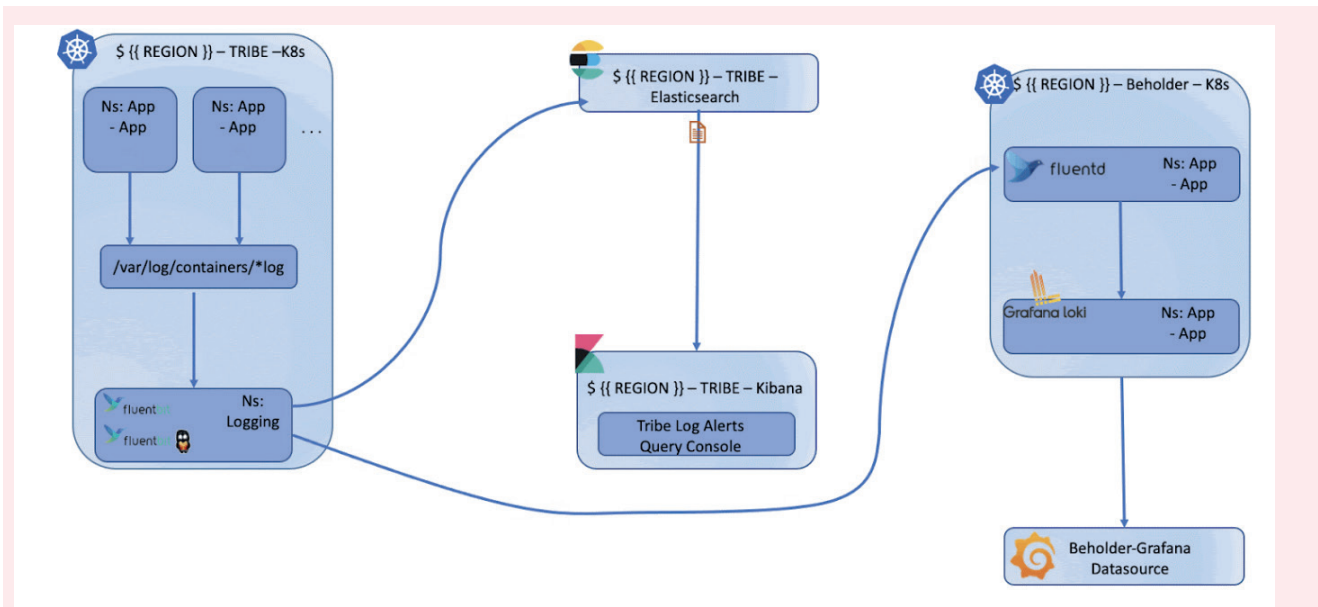 $ {{ REGION }} – TRIBE –K8s
Ns: App
- App
Ns: App
- App
...
/var/log/containers/*log
fluentbit
fluentbit
Ns:
Logging
$ {{ REGION }} – TRIBE –
Elasticsearch
$ {{ REGION }} – TRIBE – Kibana
Tribe Log Alerts
Query Console
$ {{ REGION }} – Beholder – K8s
fluentd
Ns: App
- App
Grafana loki
Ns: App
- App
Beholder-Grafana
Datasource